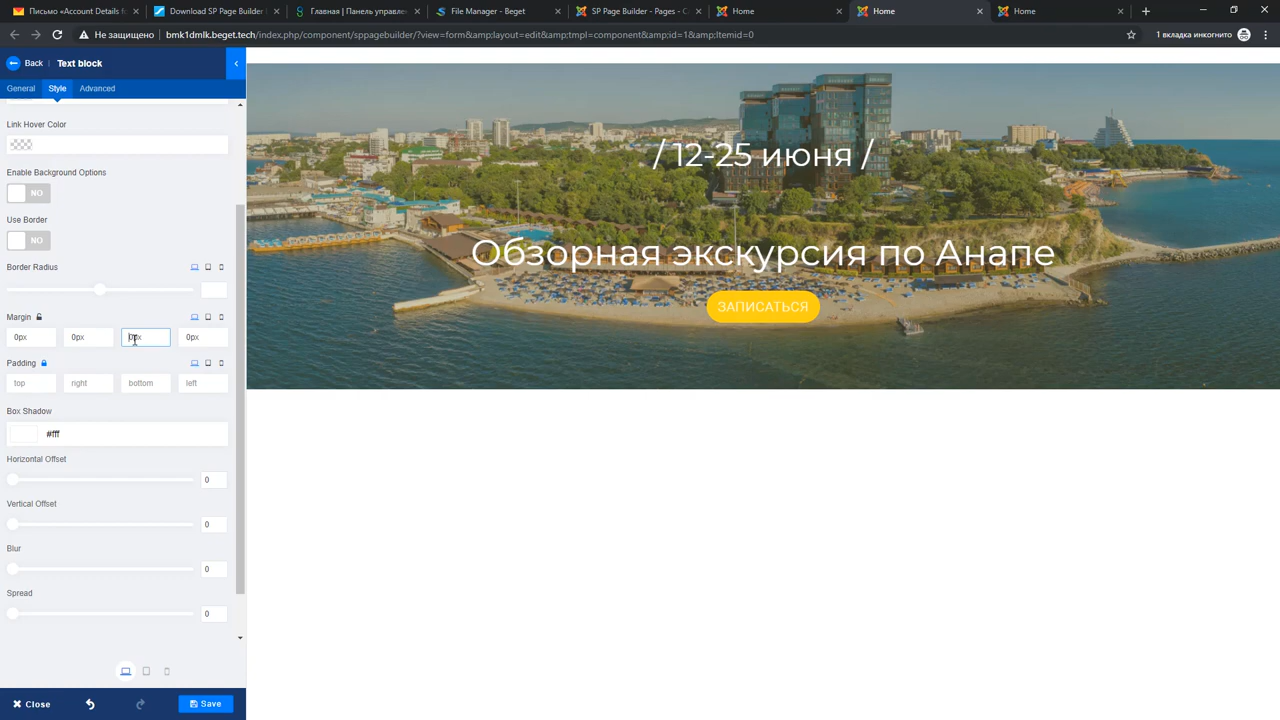 Письмо «Account Details f
Download SP Page Builder
Главная | Панель управле
File Manager - Beget
SP Page Builder - Pages - C
Home
Home
Home
Не защищено
bmk1dmlk.beget.tech/index.php/component/sppagebuilder/?view=form&amp;layout=edit&amp;tmpl=component&amp;id=1&amp;Itemid=0
1 вкладка инкогнито
Back
Text block
General
Style
Advanced
Link Hover Color
Enable Background Options
NO
Use Border
NO
Border Radius
Margin
0px
0px
0px
0px
Padding
top
right
bottom
left
Box Shadow
#fff
Horizontal Offset
0
Vertical Offset
0
Blur
0
Spread
0
Close
Save
/ 12-25 июня /
Обзорная экскурсия по Анапе
ЗАПИСАТЬСЯ